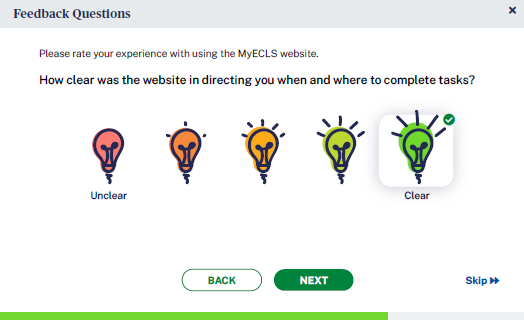 Feedback Questions
Please rate your experience with using the MyECLS website.
How clear was the website in directing you when and where to complete tasks?
Unclear
Clear
BACK
NEXT
Skip